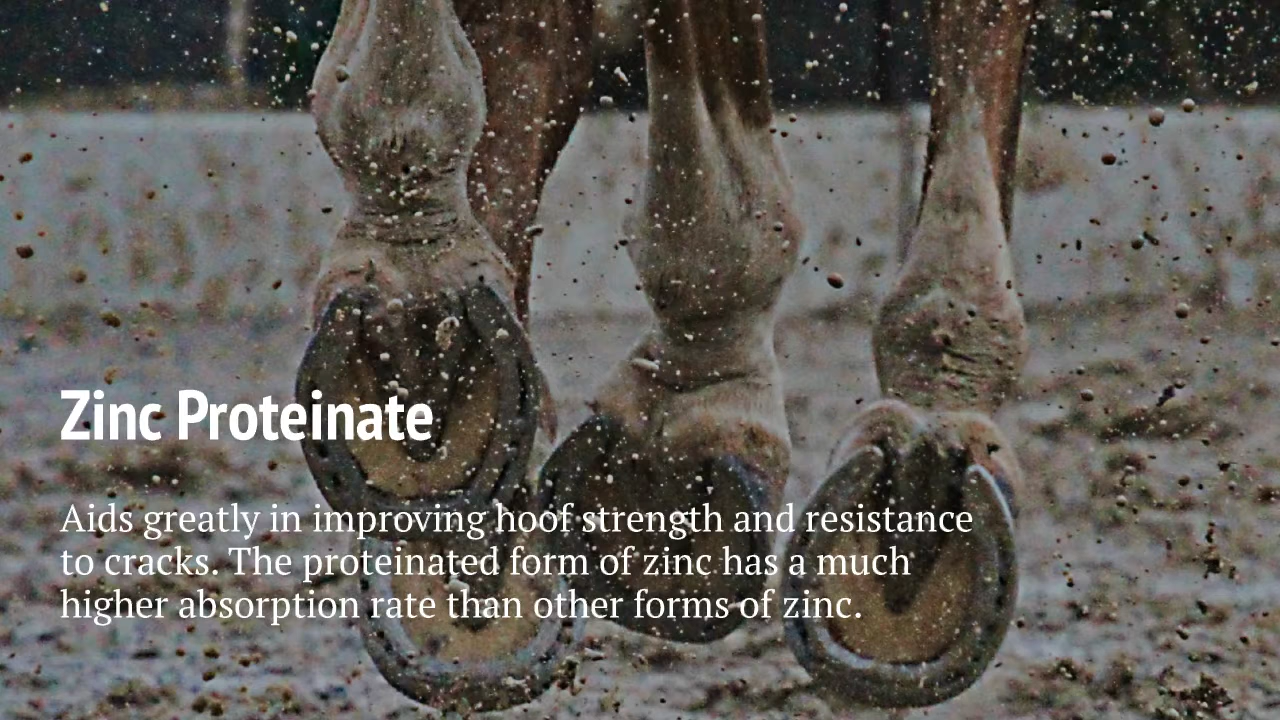 Zinc Proteinate
Aids greatly in improving hoof strength and resistance
to cracks. The proteinated form of zinc has a much
higher absorption rate than other forms of zinc.